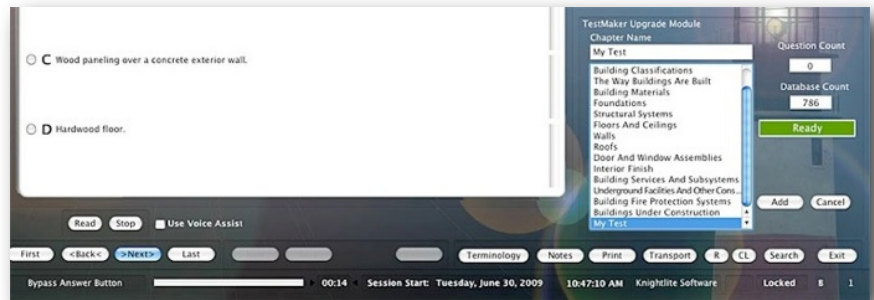 C Wood paneling over a concrete exterior wall.
D Hardwood floor.
TestMaker Upgrade Module
Chapter Name
My Test
Building Classifications
The Way Buildings Are Built
Building Materials
Foundations
Structural Systems
Floors And Ceilings
Walls
Roofs
Door And Window Assemblies
Interior Finish
Building Services And Subsystems
Underground Facilities And Other Cons...
Building Fire Protection Systems
Buildings Under Construction
My Test
Question Count
0
Database Count
786
Ready
Add Cancel
Read Stop Use Voice Assist
First <Back< >Next> Last Terminology Notes Print Transport R CL Search Exit
Bypass Answer Button 00:14 Session Start: Tuesday, June 30, 2009 10:47:10 AM Knightlite Software Locked 8 1